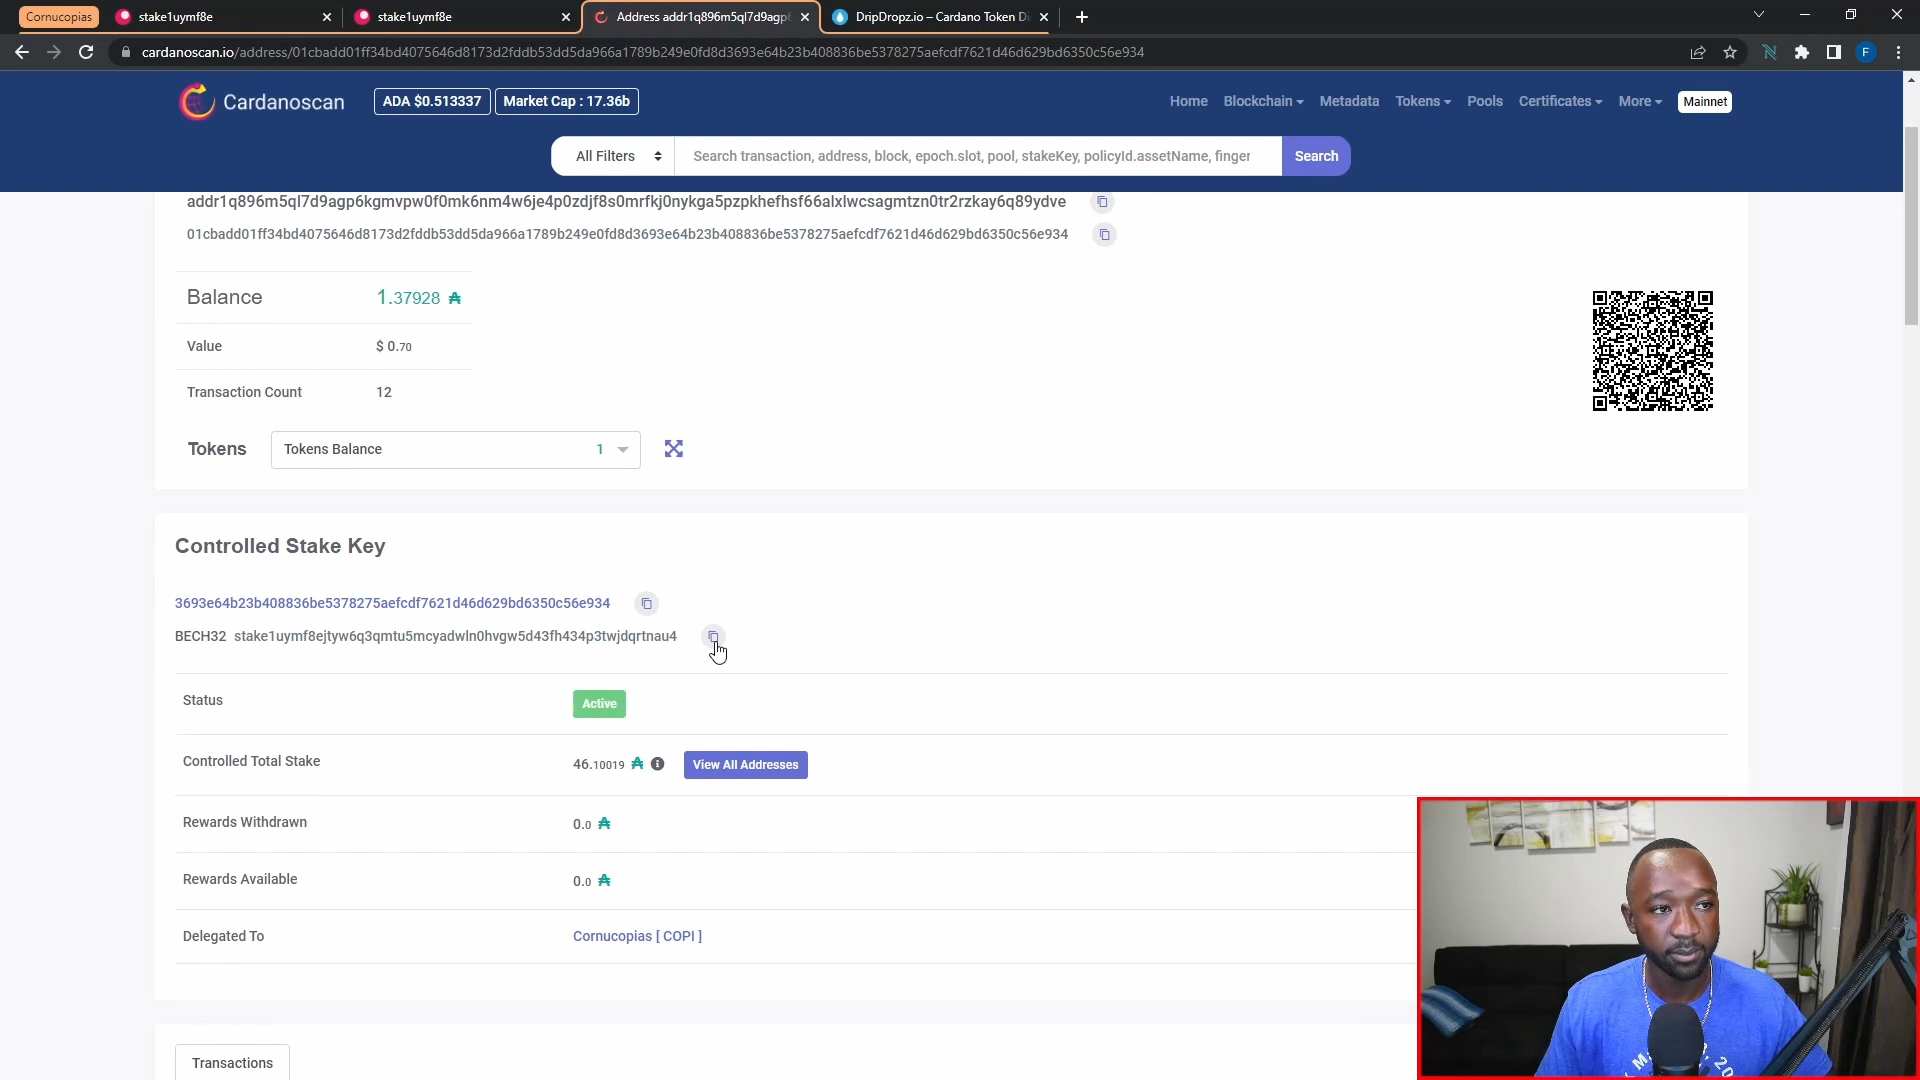 Cornucopias
stake1uymf8e
stake1uymf8e
Address addr1q896m5ql7d9agp6
DripDropz.io – Cardano Token Di
cardanoscan.io/address/01cbadd01ff34bd4075646d8173d2fddb53dd5da966a1789b249e0fd8d3693e64b23b408836be5378275aefcdf7621d46d629bd6350c56e934
F
Cardanoscan
ADA $0.513337
Market Cap : 17.36b
Home
Blockchain
Metadata
Tokens
Pools
Certificates
More
Mainnet
All Filters
Search transaction, address, block, epoch.slot, pool, stakeKey, policyId.assetName, finger
Search
addr1q896m5ql7d9agp6kgmvpw0f0mk6nm4w6je4p0zdjf8s0mrfkj0nykga5pzpkhefhsf66alxlwcsagmtzn0tr2rzkay6q89ydve
01cbadd01ff34bd4075646d8173d2fddb53dd5da966a1789b249e0fd8d3693e64b23b408836be5378275aefcdf7621d46d629bd6350c56e934
Balance 1.37928 ₳
Value $ 0.70
Transaction Count 12
Tokens
Tokens Balance 1
Controlled Stake Key
3693e64b23b408836be5378275aefcdf7621d46d629bd6350c56e934
BECH32 stake1uymf8ejtyw6q3qmtu5mcyadwln0hvgw5d43fh434p3twjdqrtnau4
Status Active
Controlled Total Stake 46.10019 ₳ View All Addresses
Rewards Withdrawn 0.0 ₳
Rewards Available 0.0 ₳
Delegated To Cornucopias [ COPI ]
Transactions